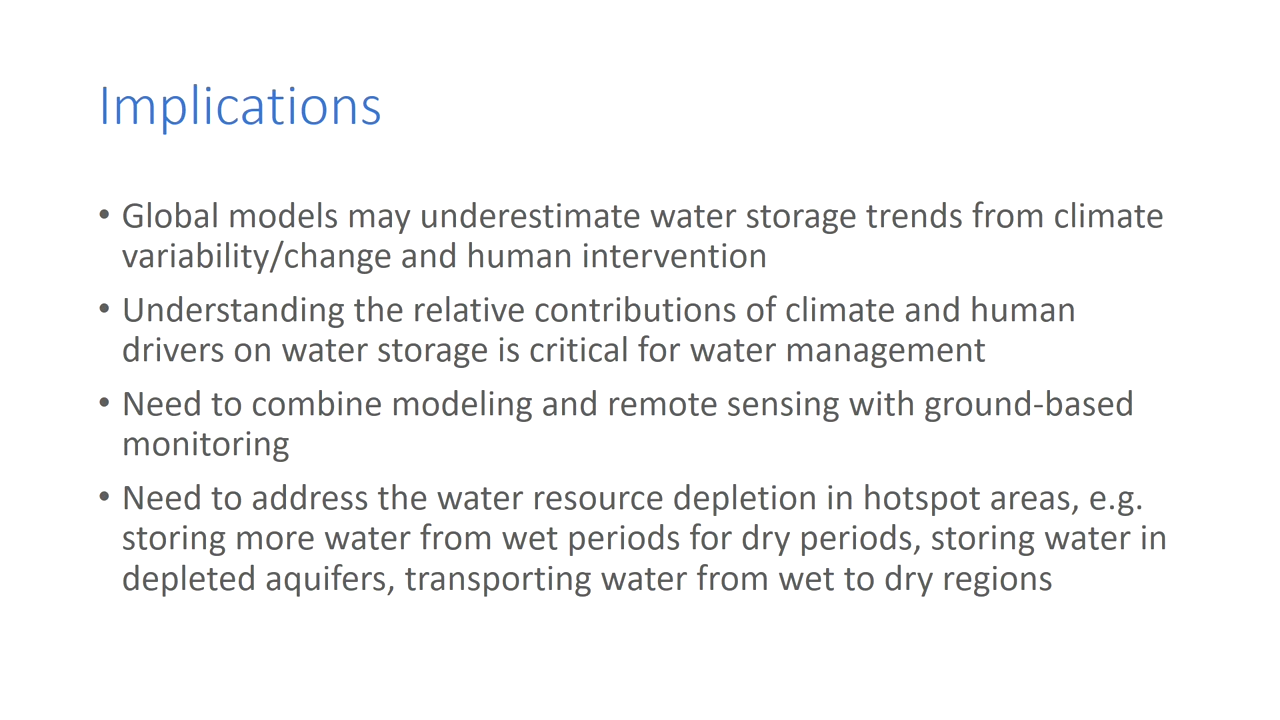 Implications
• Global models may underestimate water storage trends from climate
variability/change and human intervention
• Understanding the relative contributions of climate and human
drivers on water storage is critical for water management
• Need to combine modeling and remote sensing with ground-based
monitoring
• Need to address the water resource depletion in hotspot areas, e.g.
storing more water from wet periods for dry periods, storing water in
depleted aquifers, transporting water from wet to dry regions